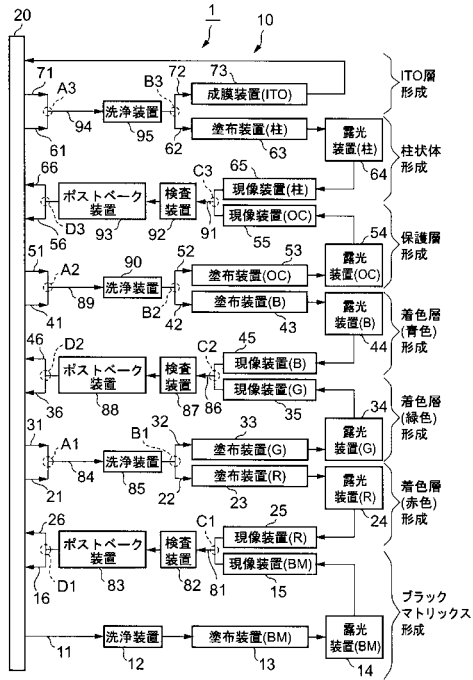 20
1
10
71
A3
B3
72
73
成膜装置(ITO)
ITO層
形成
94
洗浄装置
95
61
62
塗布装置(柱)
63
露光
装置(柱)
64
柱状体
形成
66
65
現像装置(柱)
C3
ポストベーク
装置
検査
装置
現像装置(OC)
D3
93
92
91
55
56
保護層
形成
54
51
A2
90
52
53
洗浄装置
塗布装置(OC)
露光
装置(OC)
89
B2
塗布装置(B)
41
42
43
露光
装置(B)
44
着色層
(青色)
形成
46
D2
45
C2
現像装置(B)
ポストベーク
装置
検査
装置
現像装置(G)
36
88
87
86
35
34
着色層
(緑色)
形成
31
A1
B1
32
33
塗布装置(G)
露光
装置(G)
84
洗浄装置
85
塗布装置(R)
露光
装置(R)
21
22
23
24
着色層
(赤色)
形成
26
25
C1
現像装置(R)
ポストベーク
装置
検査
装置
現像装置(BM)
16
D1
83
82
81
15
ブラック
マトリックス
形成
洗浄装置
塗布装置(BM)
露光
装置(BM)
11
12
13
14